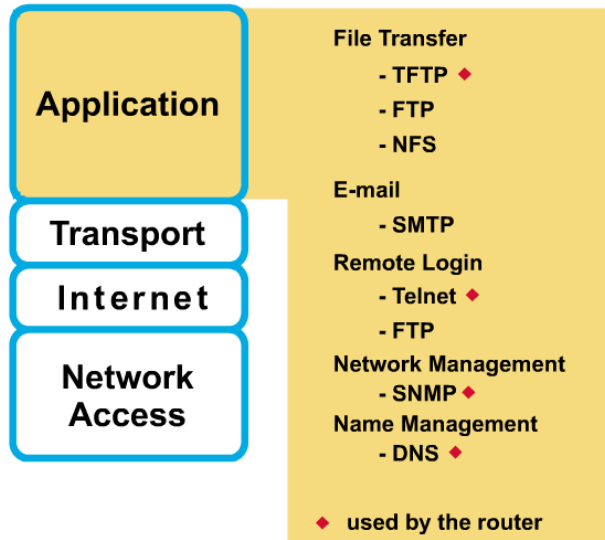 Application
Transport
Internet
Network
Access
File Transfer
- TFTP ◆
- FTP
- NFS
E-mail
- SMTP
Remote Login
- Telnet ◆
- FTP
Network Management
- SNMP ◆
Name Management
- DNS ◆
◆ used by the router